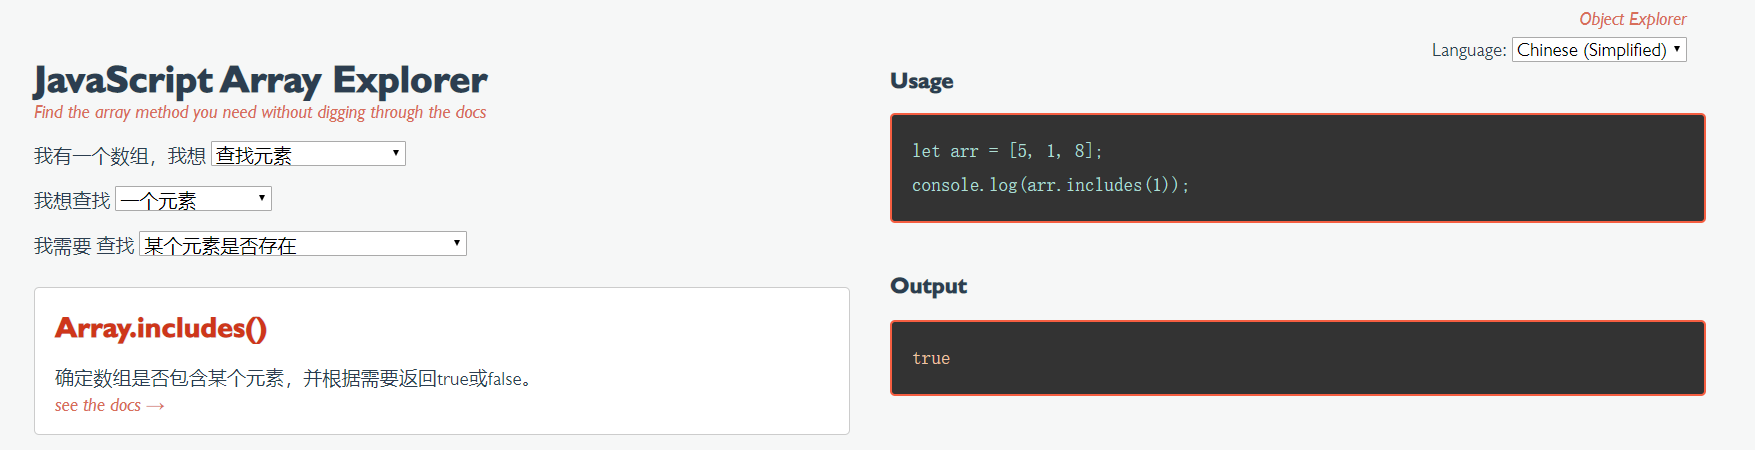 Object Explorer
Language: Chinese (Simplified)
JavaScript Array Explorer
Find the array method you need without digging through the docs
我有一个数组，我想 查找元素
我想查找 一个元素
我需要 查找 某个元素是否存在
Array.includes()
确定数组是否包含某个元素，并根据需要返回true或false。
see the docs →
Usage
let arr = [5, 1, 8];
console.log(arr.includes(1));
Output
true